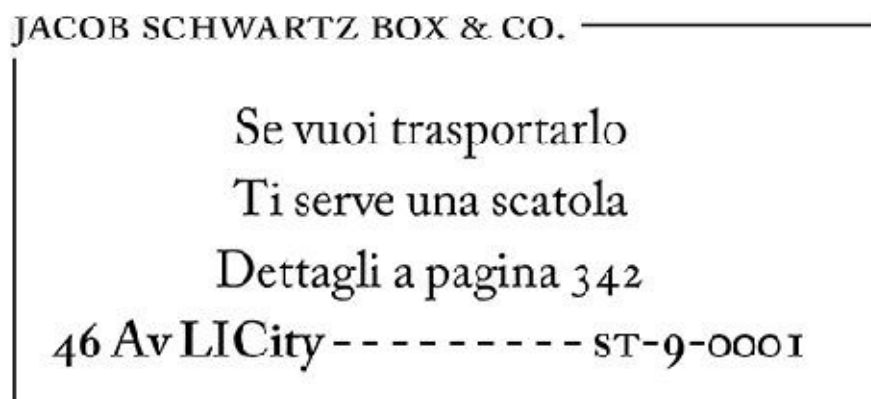 JACOB SCHWARTZ BOX & CO.
Se vuoi trasportarlo
Ti serve una scatola
Dettagli a pagina 342
46 Av LICity - - - - - - - - - ST-9-0001